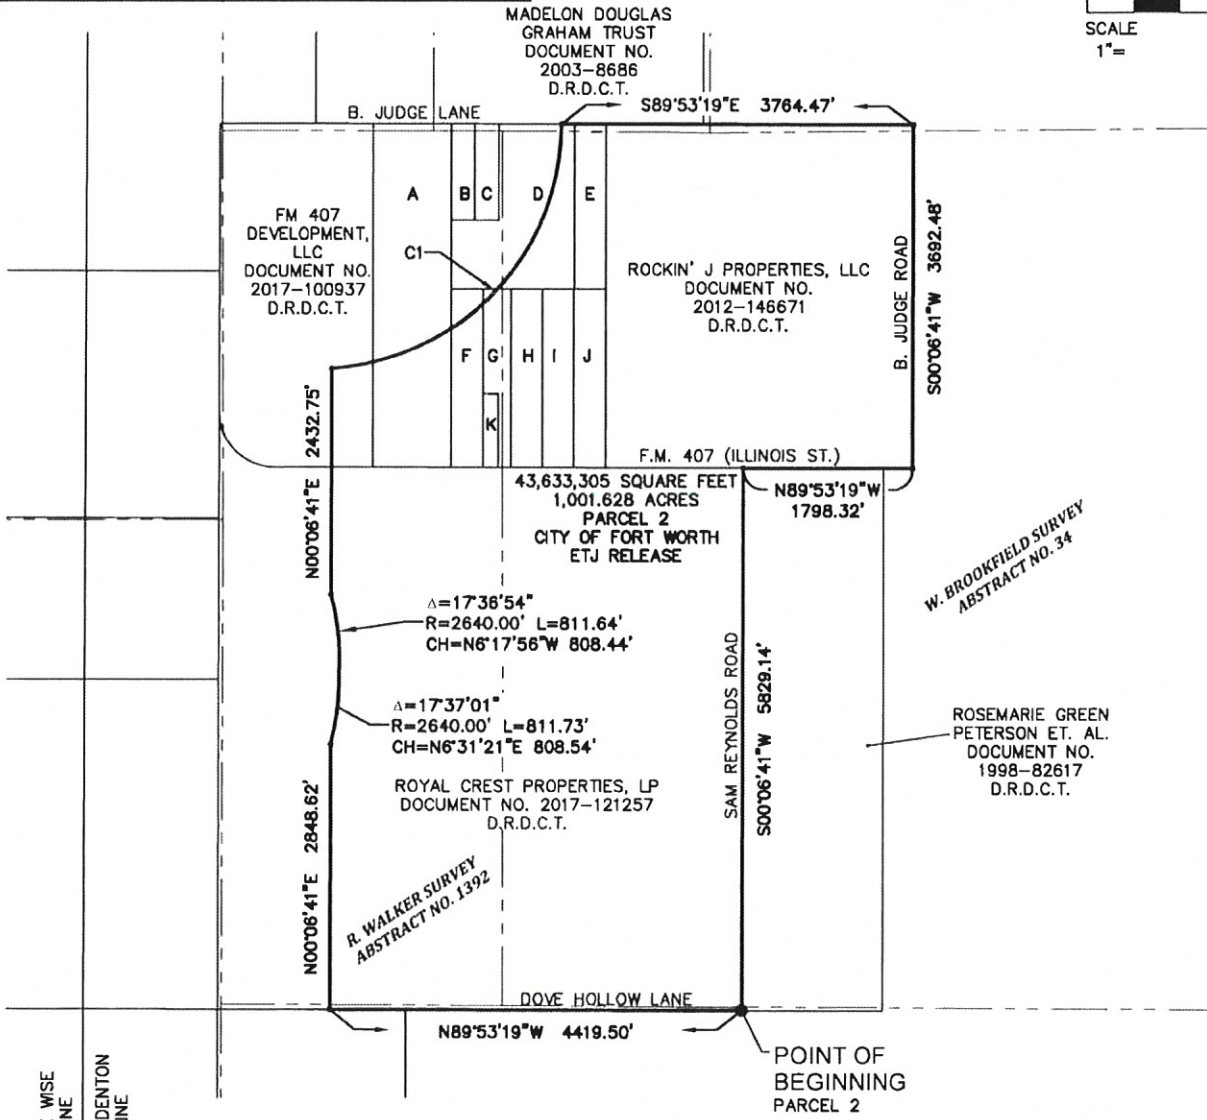 MADELON DOUGLAS
GRAHAM TRUST
DOCUMENT NO.
2003-8686
D.R.D.C.T.
SCALE
1"=
B. JUDGE LANE
S89°53'19"E 3764.47'
A
B
C
D
E
FM 407
DEVELOPMENT,
LLC
DOCUMENT NO.
2017-100937
D.R.D.C.T.
C1
ROCKIN' J PROPERTIES, LLC
DOCUMENT NO.
2012-146671
D.R.D.C.T.
B. JUDGE ROAD
S00°06'41"W 3692.48'
F
G
H
I
J
K
N00°06'41"E 2432.75'
F.M. 407 (ILLINOIS ST.)
43,633,305 SQUARE FEET
1,001.628 ACRES
PARCEL 2
CITY OF FORT WORTH
ETJ RELEASE
N89°53'19"W
1798.32'
W. BROOKFIELD SURVEY
ABSTRACT NO. 34
Δ=17°36'54"
R=2640.00' L=811.64'
CH=N6°17'56"W 808.44'
Δ=17°37'01"
R=2640.00' L=811.73'
CH=N6°31'21"E 808.54'
SAM REYNOLDS ROAD
S00°06'41"W 5829.14'
ROSEMARIE GREEN
PETERSON ET. AL.
DOCUMENT NO.
1998-82617
D.R.D.C.T.
ROYAL CREST PROPERTIES, LP
DOCUMENT NO. 2017-121257
D.R.D.C.T.
N00°06'41"E 2848.62'
R. WALKER SURVEY
ABSTRACT NO. 1392
DOVE HOLLOW LANE
N89°53'19"W 4419.50'
POINT OF
BEGINNING
PARCEL 2
WISE
NE
DENTON
INE